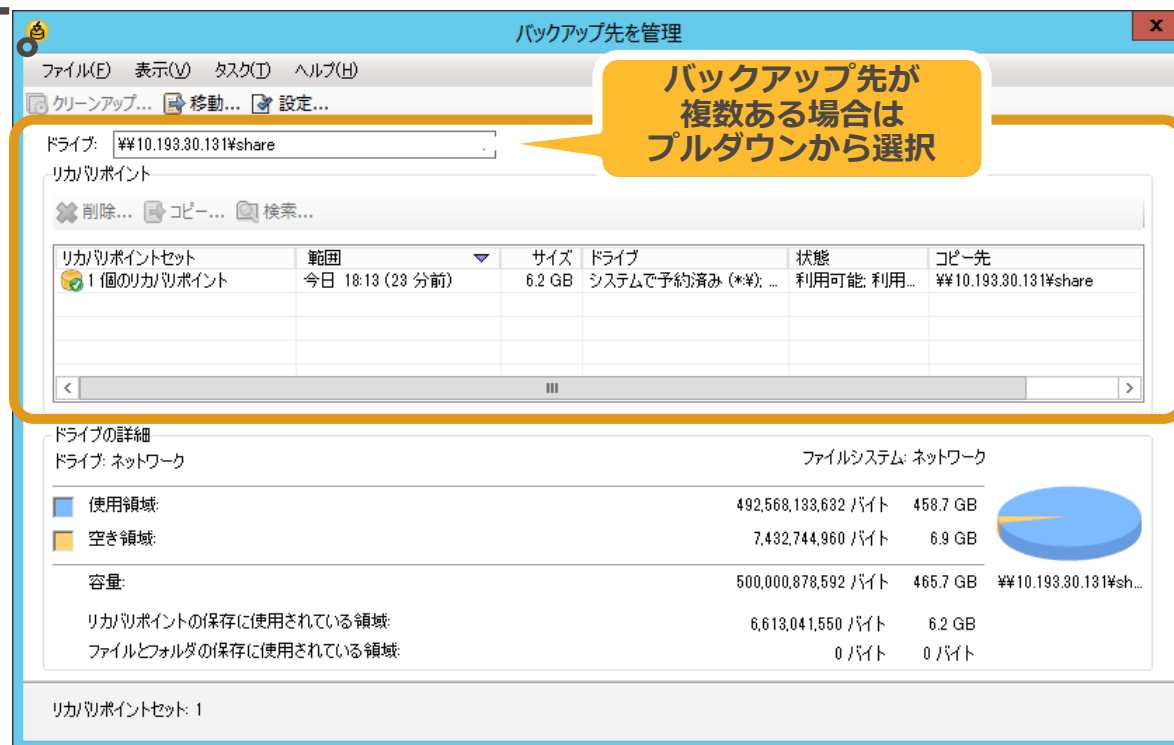 バックアップ先を管理
x
ファイル(F) 表示(V) タスク(T) ヘルプ(H)
クリーンアップ... 移動... 設定...
バックアップ先が
複数ある場合は
プルダウンから選択
ドライブ: ¥¥10.193.30.131¥share
リカバリポイント
削除... コピー... 検索...
リカバリポイントセット 範囲 サイズ ドライブ 状態 コピー先
1 個のリカバリポイント 今日 18:13 (23 分前) 6.2 GB システムで予約済み (*:¥); ... 利用可能; 利用... ¥¥10.193.30.131¥share
ドライブの詳細
ドライブ: ネットワーク ファイルシステム: ネットワーク
使用領域: 492,568,133,632 バイト 458.7 GB
空き領域: 7,432,744,960 バイト 6.9 GB
容量: 500,000,878,592 バイト 465.7 GB ¥¥10.193.30.131¥sh...
リカバリポイントの保存に使用されている領域: 6,613,041,550 バイト 6.2 GB
ファイルとフォルダの保存に使用されている領域: 0 バイト 0 バイト
リカバリポイントセット: 1